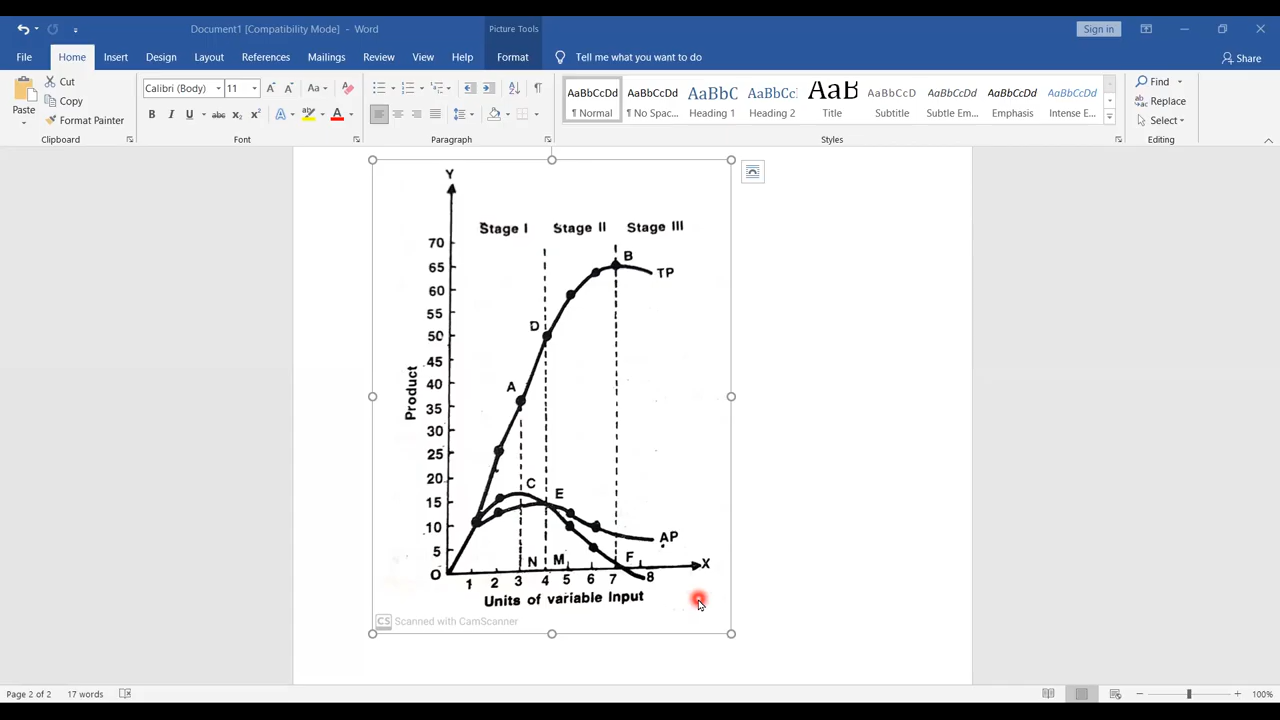 Document1 [Compatibility Mode] - Word
Picture Tools
Sign in
File Home Insert Design Layout References Mailings Review View Help Format Tell me what you want to do Share
Paste
Cut
Copy
Format Painter
Clipboard
Calibri (Body) 11
Aa
B I U abc x₂ x² A A
Font
Paragraph
AaBbCcDd AaBbCcDd AaBbC AaBbCc AaB AaBbCcD AaBbCcDd AaBbCcDd AaBbCcDd
¶ Normal ¶ No Spac... Heading 1 Heading 2 Title Subtitle Subtle Em... Emphasis Intense E...
Styles
Find
Replace
Select
Editing
Y
Stage I Stage II Stage III
70
B
65
TP
60
55
D
50
45
40
A
35
30
25
20
C
E
15
10
AP
5
N M F X
O
1 2 3 4 5 6 7 8
Product
Units of variable Input
CS Scanned with CamScanner
Page 2 of 2 17 words 100%